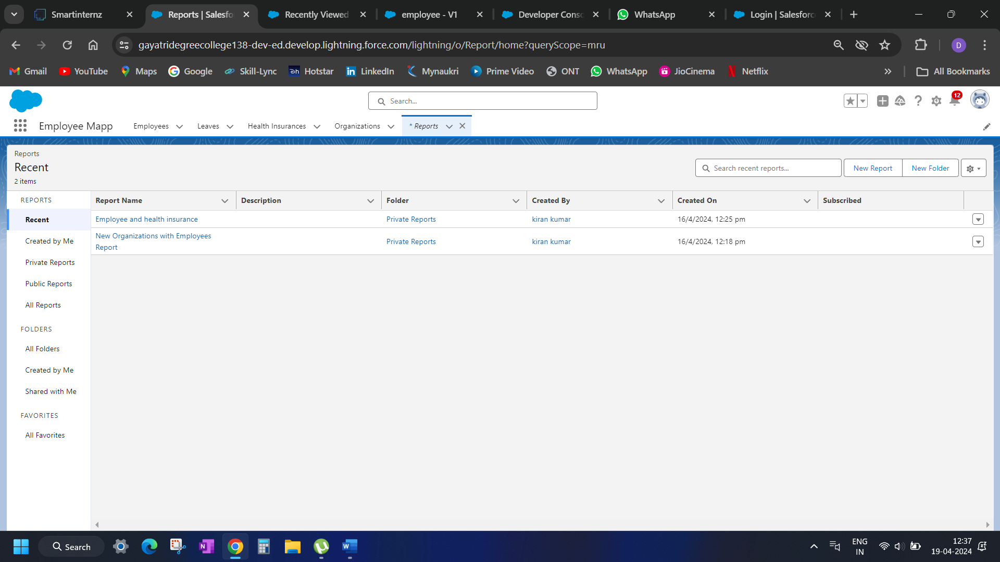 Smartinternz
Reports | Salesfo
Recently Viewed
employee - V1
Developer Conso
WhatsApp
Login | Salesforce
gayatridegreecollege138-dev-ed.develop.lightning.force.com/lightning/o/Report/home?queryScope=mru
D
Gmail
YouTube
Maps
Google
Skill-Lync
Hotstar
LinkedIn
Mynaukri
Prime Video
ONT
WhatsApp
JioCinema
Netflix
All Bookmarks
Search...
12
Employee Mapp
Employees
Leaves
Health Insurances
Organizations
* Reports
Reports
Recent
2 items
Search recent reports...
New Report
New Folder
REPORTS
Report Name
Description
Folder
Created By
Created On
Subscribed
Recent
Employee and health insurance
Private Reports
kiran kumar
16/4/2024, 12:25 pm
New Organizations with Employees
Report
Private Reports
kiran kumar
16/4/2024, 12:18 pm
Created by Me
Private Reports
Public Reports
All Reports
FOLDERS
All Folders
Created by Me
Shared with Me
FAVORITES
All Favorites
Search
ENG
IN
12:37
19-04-2024